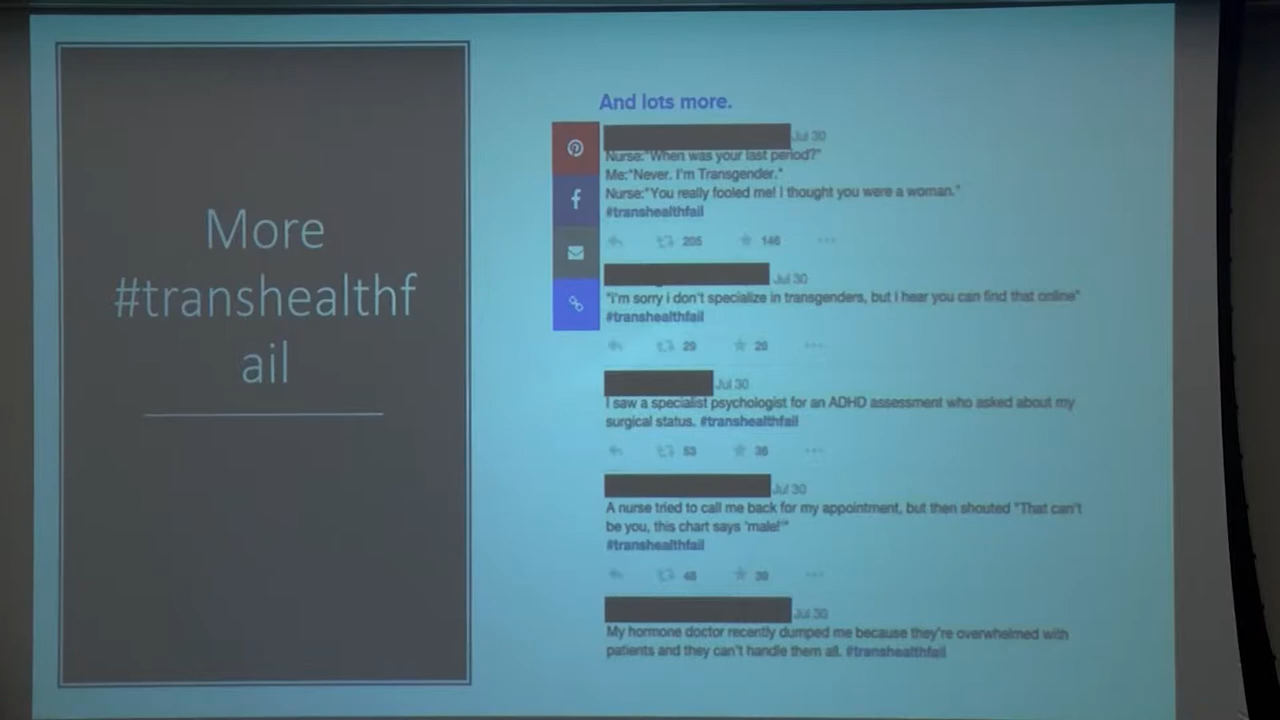 More
#transhealthf
ail
And lots more.
Jul 30
Nurse:"When was your last period?"
Me:"Never. I'm Transgender."
Nurse:"You really fooled me! I thought you were a woman."
#transhealthfail
205 146
Jul 30
"I'm sorry i don't specialize in transgenders, but I hear you can find that online"
#transhealthfail
29 26
Jul 30
I saw a specialist psychologist for an ADHD assessment who asked about my
surgical status. #transhealthfail
53 36
Jul 30
A nurse tried to call me back for my appointment, but then shouted "That can't
be you, this chart says 'male!'"
#transhealthfail
48 39
Jul 30
My hormone doctor recently dumped me because they're overwhelmed with
patients and they can't handle them all. #transhealthfail